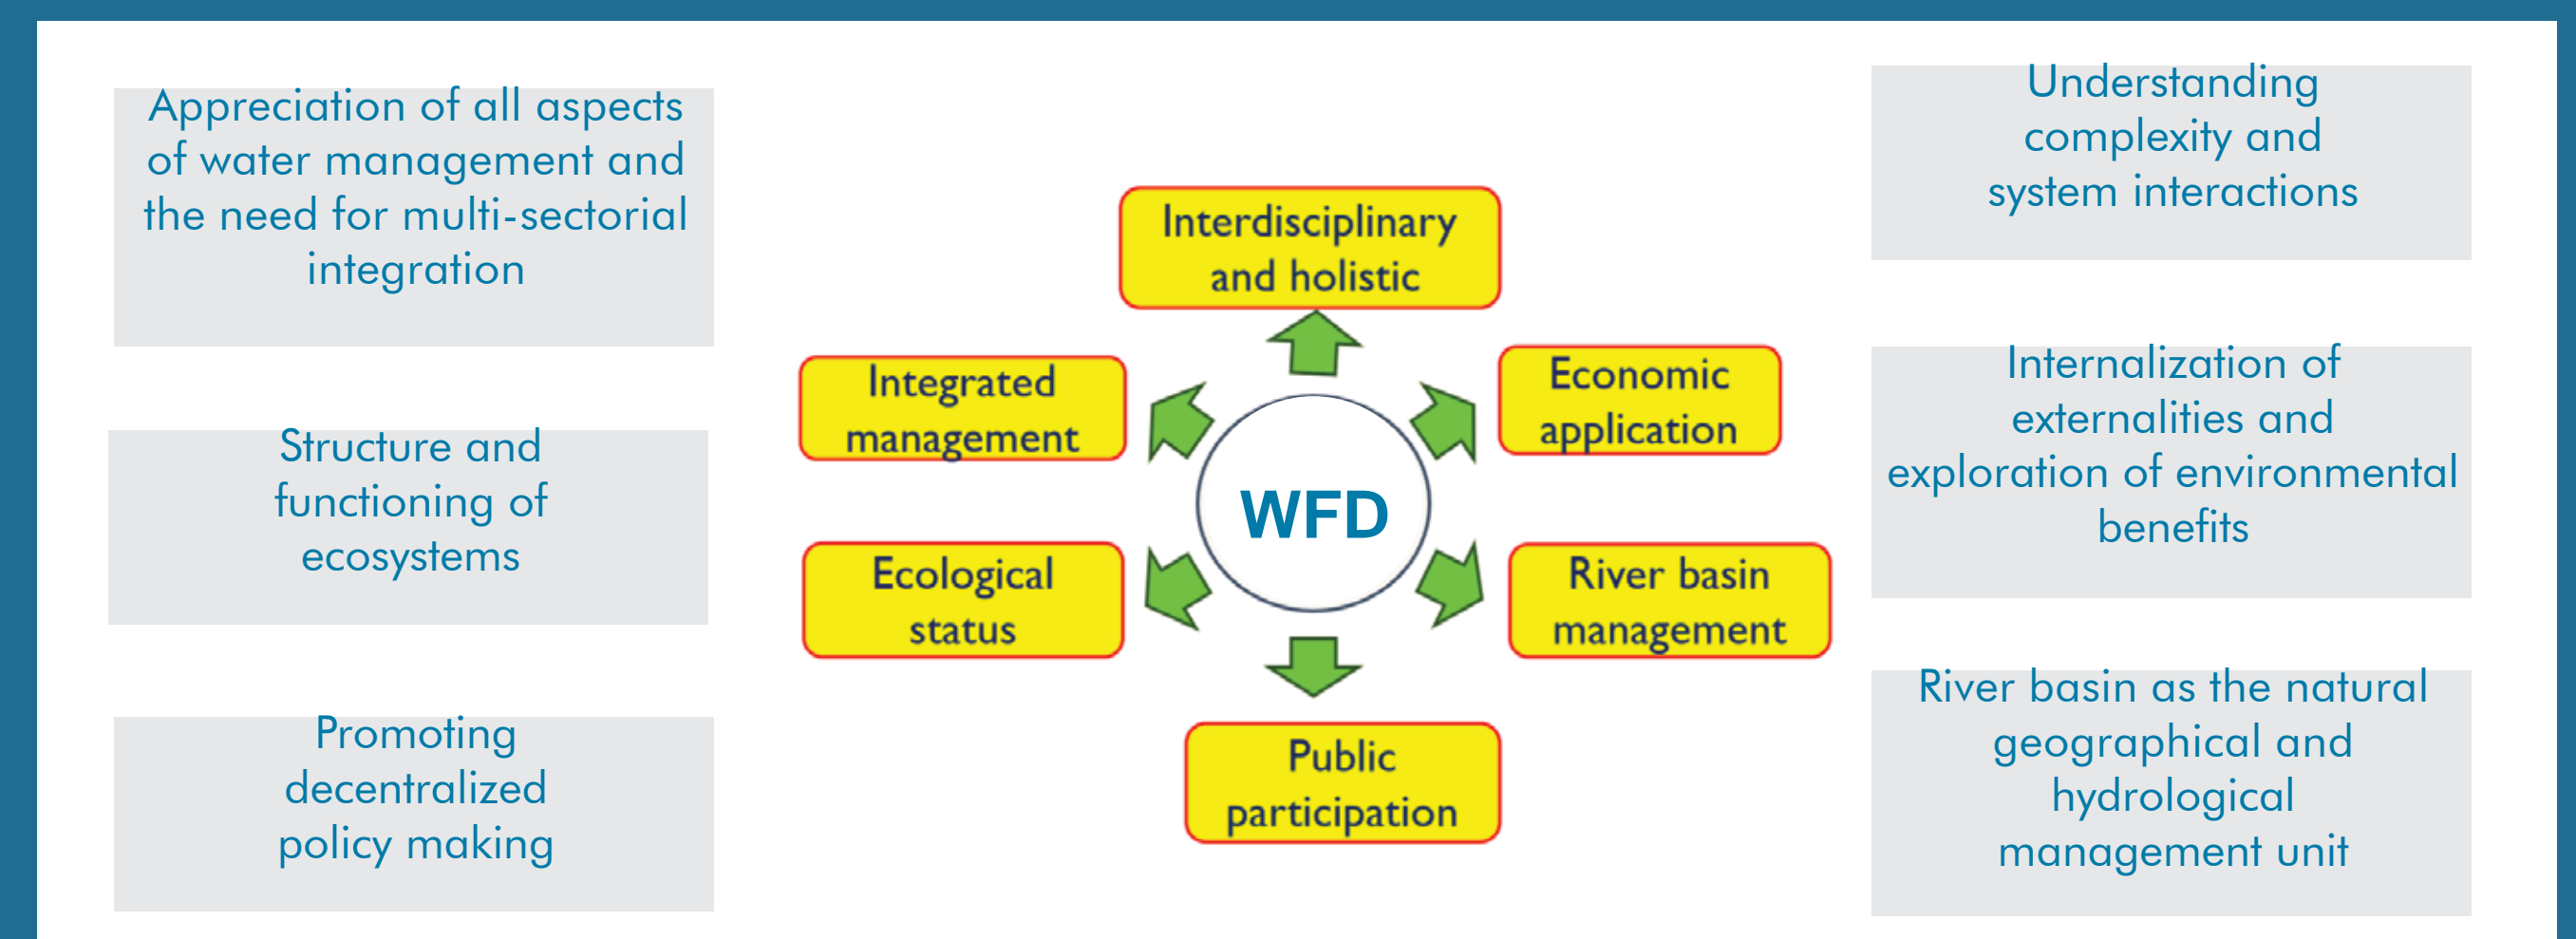 Appreciation of all aspects
of water management and
the need for multi-sectorial
integration
Structure and
functioning of
ecosystems
Promoting
decentralized
policy making
Interdisciplinary
and holistic
Integrated
management
Economic
application
WFD
Ecological
status
River basin
management
Public
participation
Understanding
complexity and
system interactions
Internalization of
externalities and
exploration of environmental
benefits
River basin as the natural
geographical and
hydrological
management unit